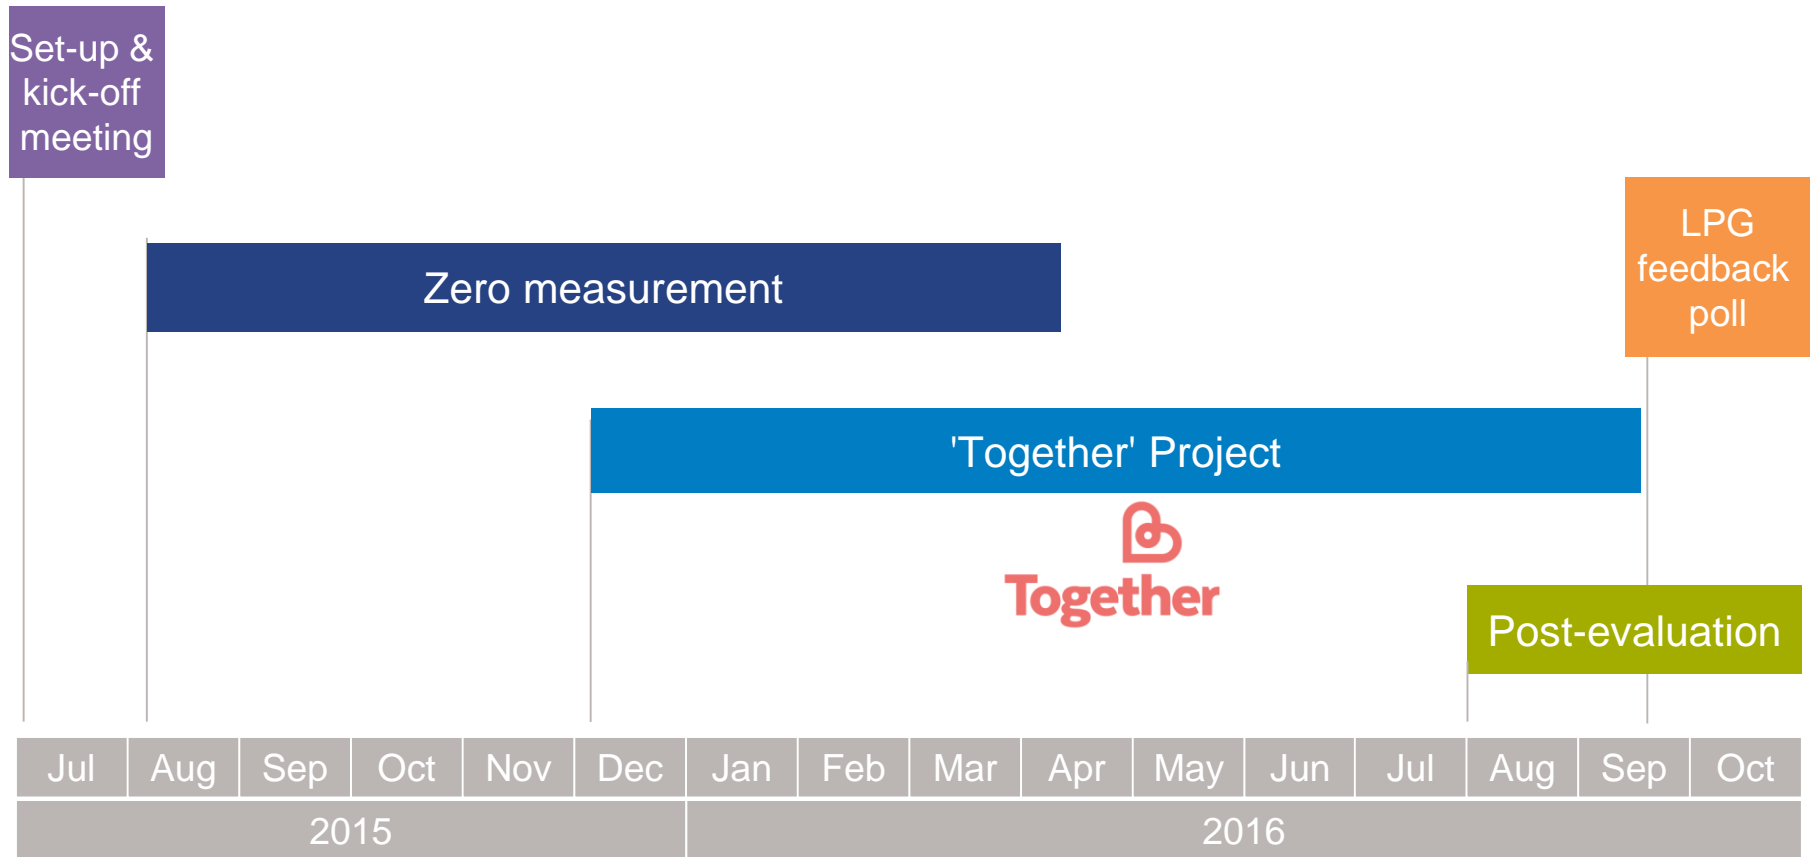 Set-up &
kick-off
meeting
LPG
feedback
poll
Zero measurement
'Together' Project
Together
Post-evaluation
Jul Aug Sep Oct Nov Dec Jan Feb Mar Apr May Jun Jul Aug Sep Oct
2015 2016